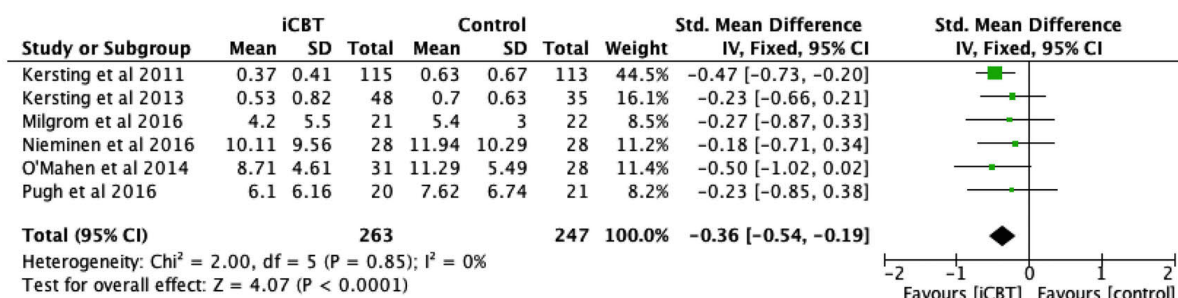 iCBT Control Std. Mean Difference Std. Mean Difference
Study or Subgroup Mean SD Total Mean SD Total Weight IV, Fixed, 95% CI IV, Fixed, 95% CI
Kersting et al 2011 0.37 0.41 115 0.63 0.67 113 44.5% -0.47 [-0.73, -0.20]
Kersting et al 2013 0.53 0.82 48 0.7 0.63 35 16.1% -0.23 [-0.66, 0.21]
Milgrom et al 2016 4.2 5.5 21 5.4 3 22 8.5% -0.27 [-0.87, 0.33]
Nieminen et al 2016 10.11 9.56 28 11.94 10.29 28 11.2% -0.18 [-0.71, 0.34]
O'Mahen et al 2014 8.71 4.61 31 11.29 5.49 28 11.4% -0.50 [-1.02, 0.02]
Pugh et al 2016 6.1 6.16 20 7.62 6.74 21 8.2% -0.23 [-0.85, 0.38]
Total (95% CI) 263 247 100.0% -0.36 [-0.54, -0.19]
Heterogeneity: Chi² = 2.00, df = 5 (P = 0.85); I² = 0%
Test for overall effect: Z = 4.07 (P < 0.0001)
-2 -1 0 1 2
Favours [iCBT] Favours [control]